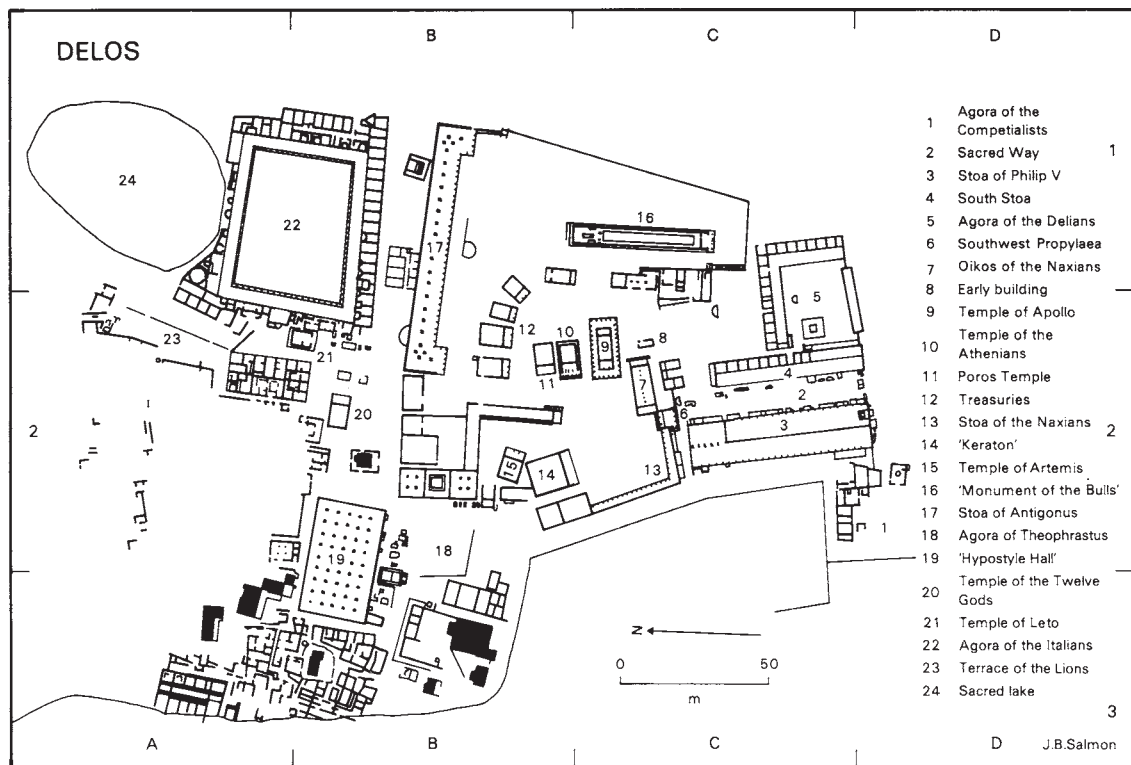 B
C
D
DELOS
1
1 Agora of the
Competialists
2 Sacred Way
3 Stoa of Philip V
4 South Stoa
5 Agora of the Delians
6 Southwest Propylaea
7 Oikos of the Naxians
8 Early building
9 Temple of Apollo
10 Temple of the
Athenians
11 Poros Temple
12 Treasuries
13 Stoa of the Naxians
14 'Keraton'
15 Temple of Artemis
16 'Monument of the Bulls'
17 Stoa of Antigonus
18 Agora of Theophrastus
19 'Hypostyle Hall'
20 Temple of the Twelve
Gods
21 Temple of Leto
22 Agora of the Italians
23 Terrace of the Lions
24 Sacred lake
24
22
17
16
5
23
21
12
10
11
9
8
7
4
2
6
3
20
2
2
15
14
13
18
19
1
N
0 50
m
3
A
B
C
D
J.B.Salmon